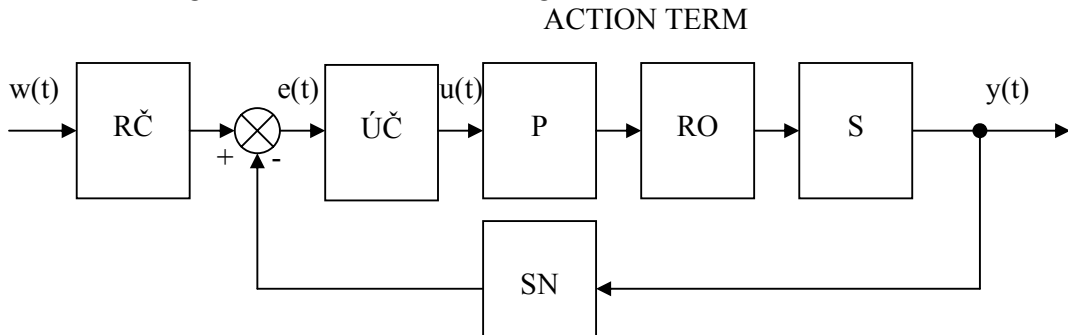 ACTION TERM
w(t)
RČ
+
-
e(t)
ÚČ
u(t)
P
RO
S
y(t)
SN